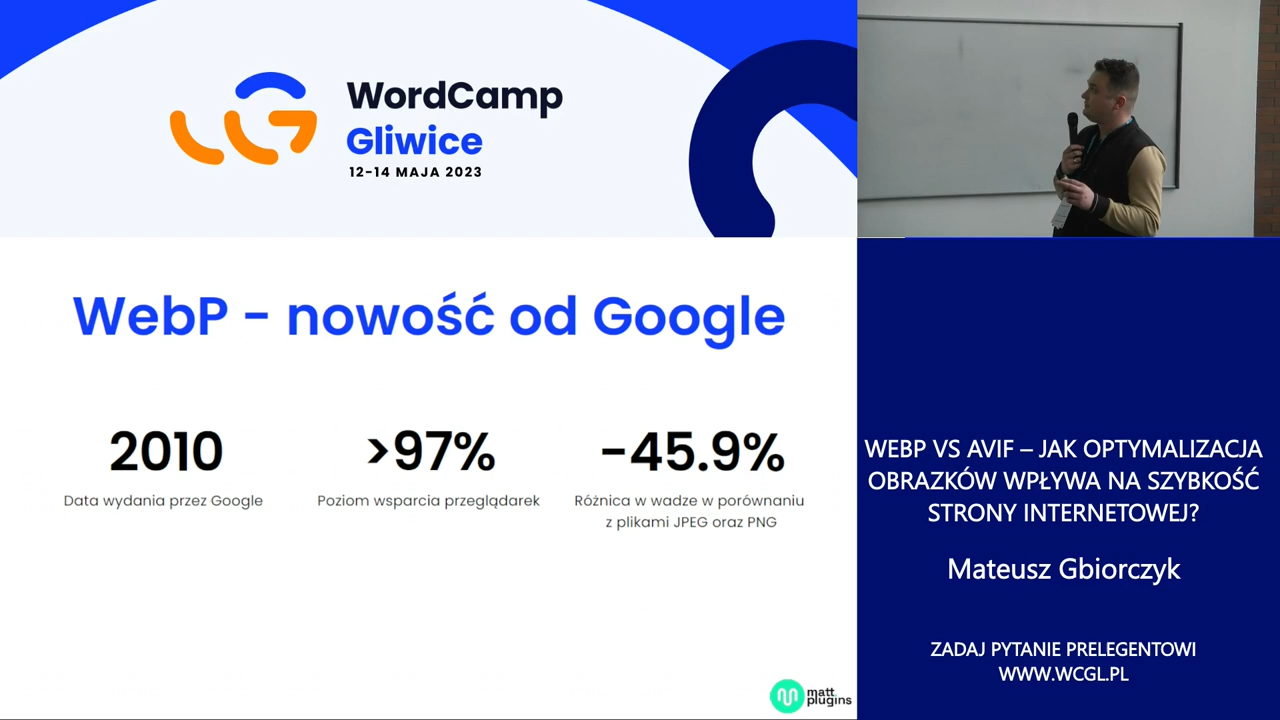 WordCamp
Gliwice
12-14 MAJA 2023
WebP - nowość od Google
2010
Data wydania przez Google
>97%
Poziom wsparcia przeglądarek
-45.9%
Różnica w wadze w porównaniu
z plikami JPEG oraz PNG
matt
plugins
WEBP VS AVIF – JAK OPTYMALIZACJA
OBRAZKÓW WPŁYWA NA SZYBKOŚĆ
STRONY INTERNETOWEJ?
Mateusz Gbiorczyk
ZADAJ PYTANIE PRELEGENTOWI
WWW.WCGL.PL